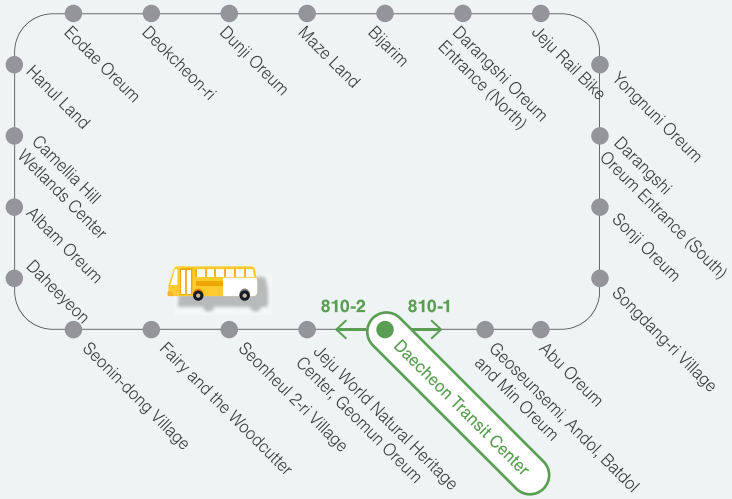 Eodae Oreum
Deokcheon-ri
Dunji Oreum
Maze Land
Bijarim
Darangshi Oreum
Entrance (North)
Jeju Rail Bike
Hanul Land
Yongnuni Oreum
Camellia Hill
Wetlands Center
Darangshi
Oreum Entrance (South)
Albam Oreum
Sonji Oreum
Daheeyeon
Songdang-ri Village
810-2
810-1
Seonin-dong Village
Fairy and the Woodcutter
Seonheul 2-ri Village
Jeju World Natural Heritage
Center, Geomun Oreum
Daecheon Transit Center
Geoseunsemi, Andol, Batdol
and Min Oreum
Abu Oreum